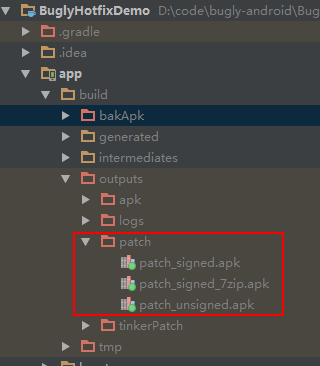 BuglyHotfixDemo D:\code\bugly-android\Bug
.gradle
.idea
app
build
bakApk
generated
intermediates
outputs
apk
logs
patch
patch_signed.apk
patch_signed_7zip.apk
patch_unsigned.apk
tinkerPatch
tmp